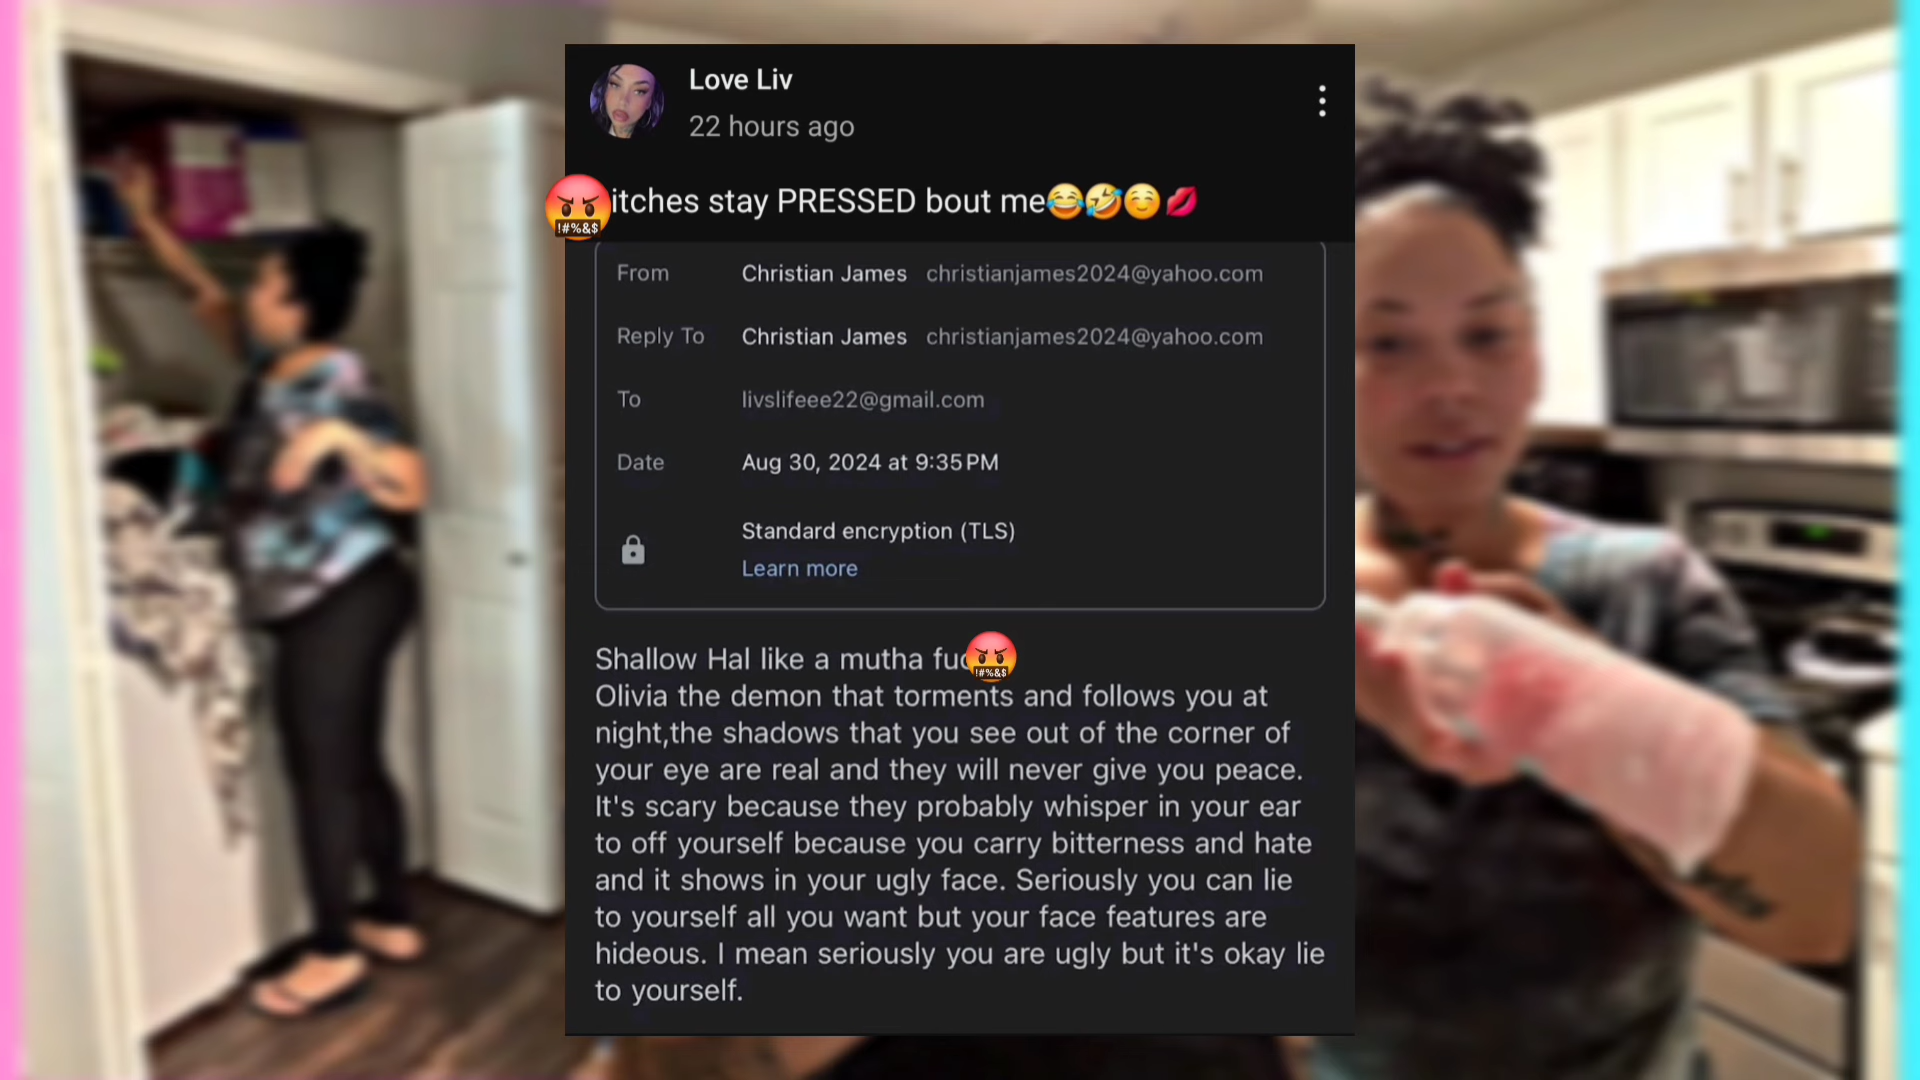 Love Liv
22 hours ago
itches stay PRESSED bout me😂🤣☺️💋
From Christian James christianjames2024@yahoo.com
Reply To Christian James christianjames2024@yahoo.com
To livslifeee22@gmail.com
Date Aug 30, 2024 at 9:35 PM
Standard encryption (TLS)
Learn more
Shallow Hal like a mutha fuc
!#%&$
Olivia the demon that torments and follows you at
night,the shadows that you see out of the corner of
your eye are real and they will never give you peace.
It's scary because they probably whisper in your ear
to off yourself because you carry bitterness and hate
and it shows in your ugly face. Seriously you can lie
to yourself all you want but your face features are
hideous. I mean seriously you are ugly but it's okay lie
to yourself.